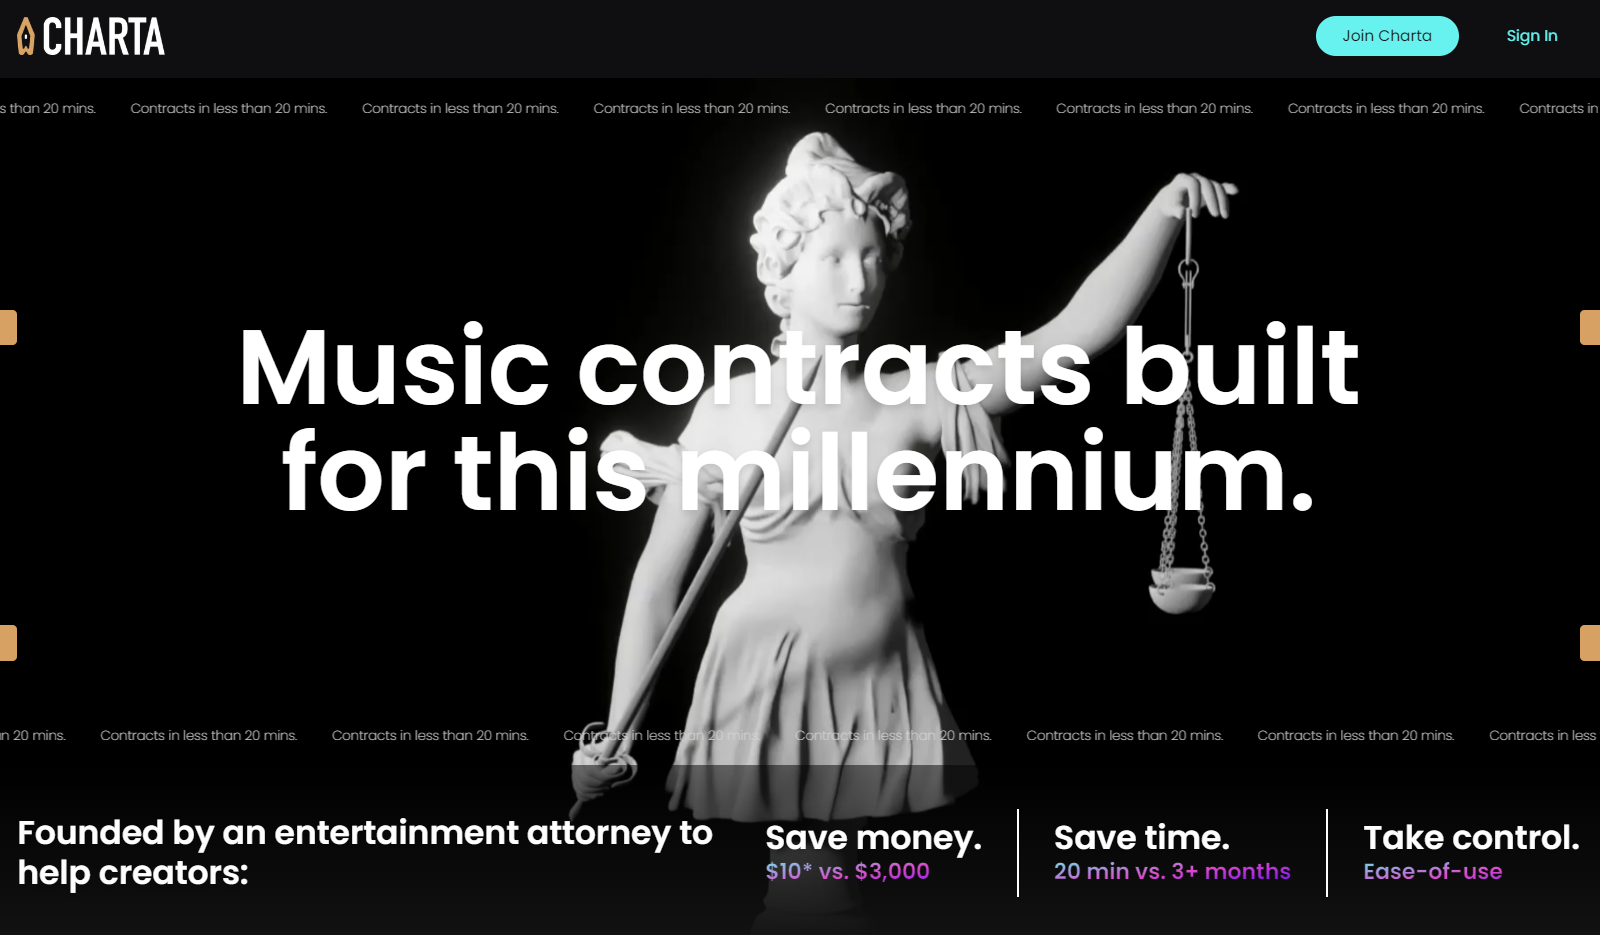 CHARTA
Join Charta
Sign In
s than 20 mins. Contracts in less than 20 mins. Contracts in less than 20 mins. Contracts in less than 20 mins. Contracts in less than 20 mins. Contracts in less than 20 mins. Contracts in less than 20 mins. Contracts in
Music contracts built
for this millennium.
n 20 mins. Contracts in less than 20 mins. Contracts in less than 20 mins. Contracts in less than 20 mins. Contracts in less than 20 mins. Contracts in less than 20 mins. Contracts in less than 20 mins. Contracts in less
Founded by an entertainment attorney to
help creators:
Save money.
$10* vs. $3,000
Save time.
20 min vs. 3+ months
Take control.
Ease-of-use